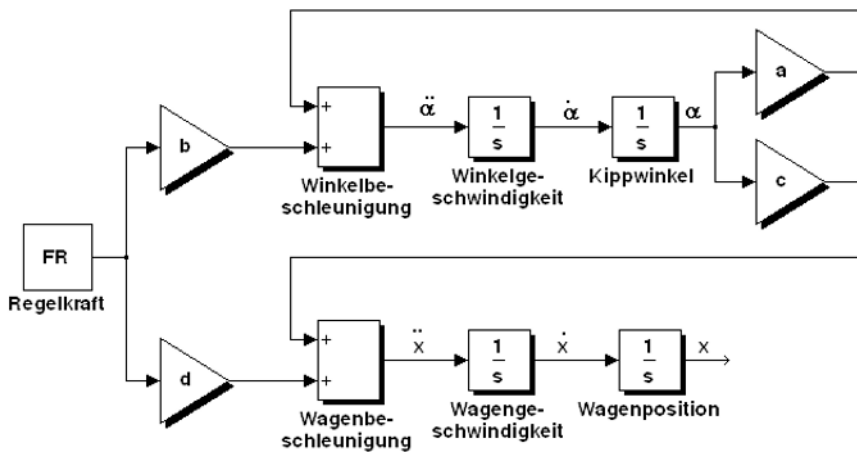 a
b
+
+
α̈
1
s
α̇
1
s
α
Winkelbe-
schleunigung
Winkelge-
schwindigkeit
Kippwinkel
c
FR
Regelkraft
d
+
+
ẍ
1
s
ẋ
1
s
x
Wagenbe-
schleunigung
Wagenge-
schwindigkeit
Wagenposition